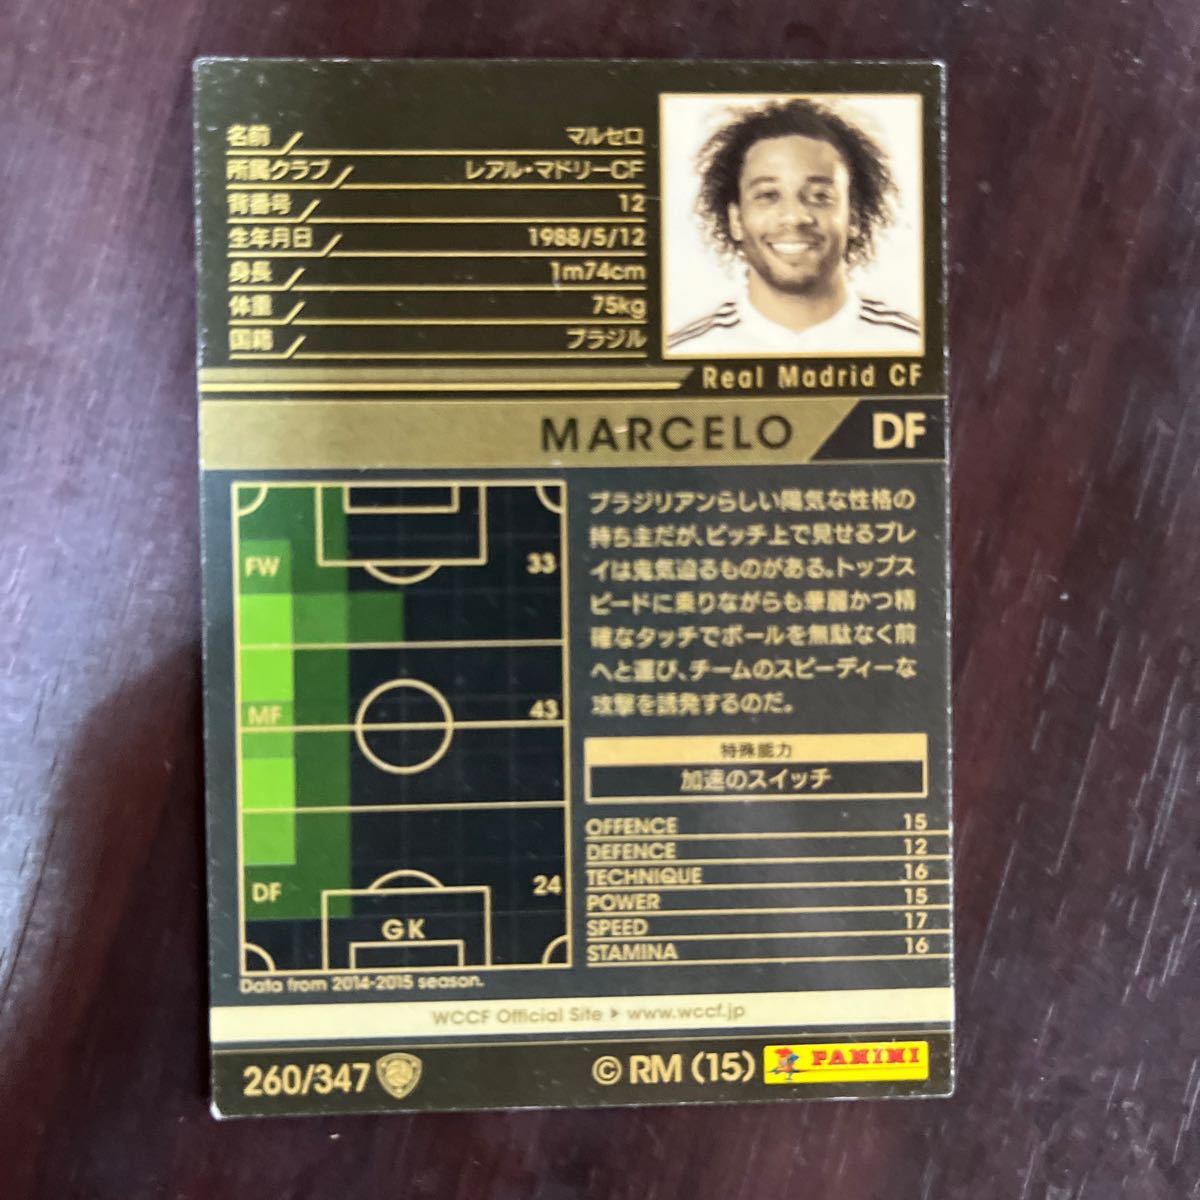 名前 マルセロ
所属クラブ レアル・マドリーCF
背番号 12
生年月日 1988/5/12
身長 1m74cm
体重 75kg
国籍 ブラジル
Real Madrid CF
MARCELO DF
FW 33
MF 43
DF 24
GK
Data from 2014-2015 season.
ブラジリアンらしい陽気な性格の
持ち主だが、ピッチ上で見せるプレ
イは鬼気迫るものがある。トップス
ピードに乗りながらも華麗かつ精
確なタッチでボールを無駄なく前
へと運び、チームのスピーディーな
攻撃を誘発するのだ。
特殊能力
加速のスイッチ
OFFENCE 15
DEFENCE 12
TECHNIQUE 16
POWER 15
SPEED 17
STAMINA 16
WCCF Official Site ▶ www.wccf.jp
260/347 © RM (15) PANINI